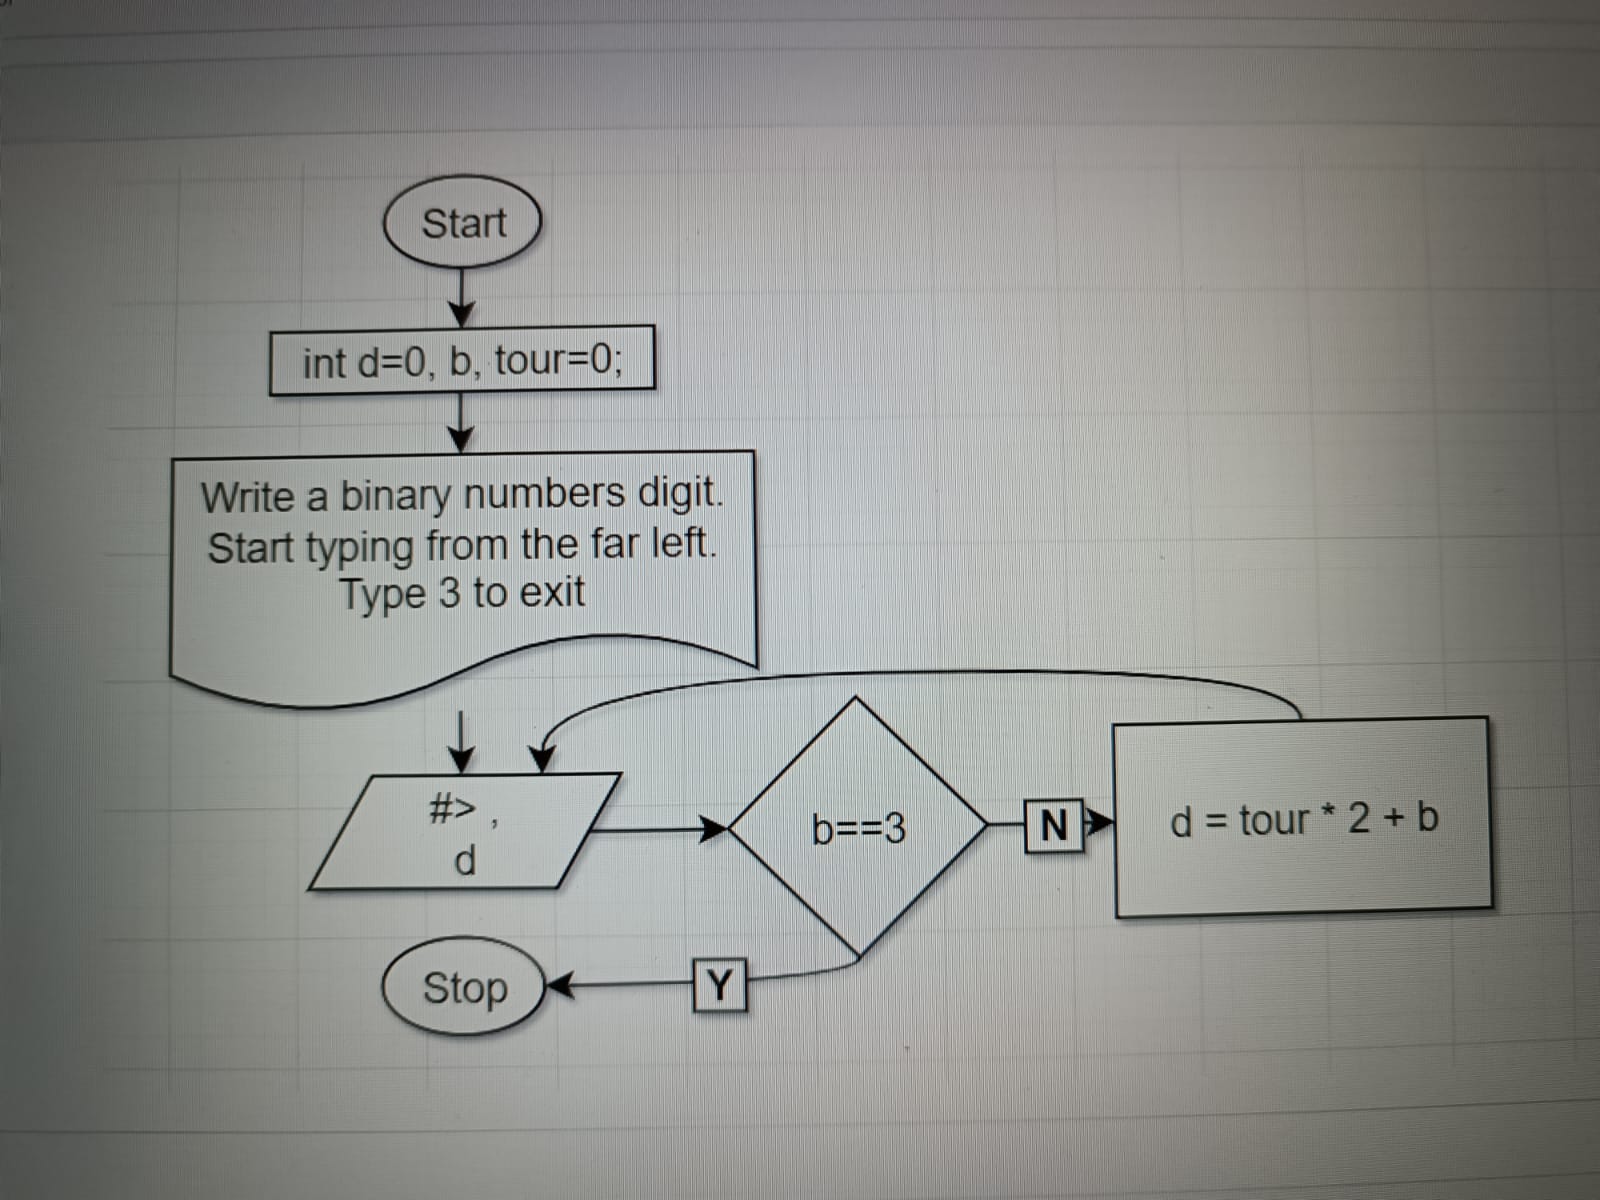 Start
int d=0, b, tour=0;
Write a binary numbers digit.
Start typing from the far left.
Type 3 to exit
#> ,
d
b==3
N
d = tour * 2 + b
Y
Stop